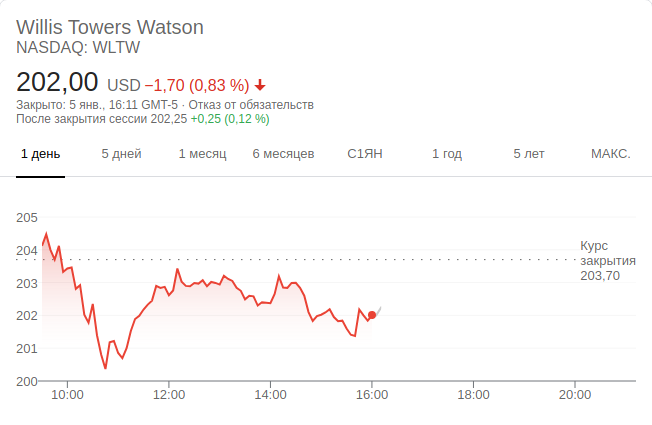 Willis Towers Watson
NASDAQ: WLTW
202,00 USD −1,70 (0,83 %)
Закрыто: 5 янв., 16:11 GMT-5 · Отказ от обязательств
После закрытия сессии 202,25 +0,25 (0,12 %)
1 день 5 дней 1 месяц 6 месяцев С1ЯН 1 год 5 лет МАКС.
205
204
203
202
201
200
Курс
закрытия
203,70
10:00 12:00 14:00 16:00 18:00 20:00